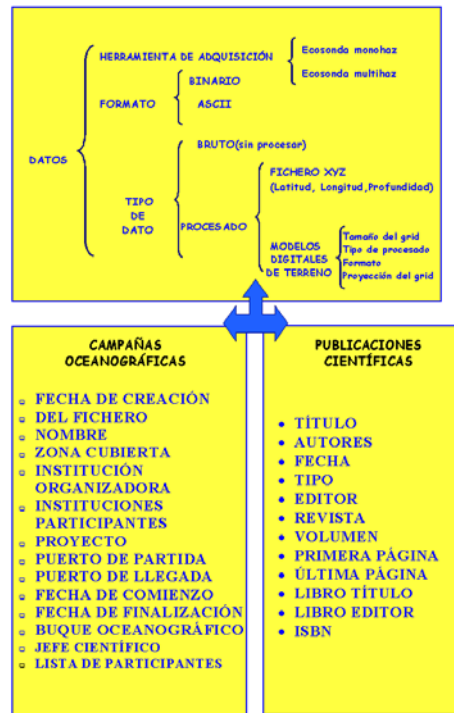 HERRAMIENTA DE ADQUISICIÓN
Ecosonda monohaz
Ecosonda multihaz
FORMATO
BINARIO
ASCII
DATOS
TIPO
DE
DATO
BRUTO(sin procesar)
PROCESADO
FICHERO XYZ
(Latitud, Longitud,Profundidad)
MODELOS
DIGITALES
DE TERRENO
Tamaño del grid
Tipo de procesado
Formato
Proyección del grid
CAMPAÑAS
OCEANOGRÁFICAS
FECHA DE CREACIÓN
DEL FICHERO
NOMBRE
ZONA CUBIERTA
INSTITUCIÓN
ORGANIZADORA
INSTITUCIONES
PARTICIPANTES
PROYECTO
PUERTO DE PARTIDA
PUERTO DE LLEGADA
FECHA DE COMIENZO
FECHA DE FINALIZACIÓN
BUQUE OCEANOGRÁFICO
JEFE CIENTÍFICO
LISTA DE PARTICIPANTES
PUBLICACIONES
CIENTÍFICAS
TÍTULO
AUTORES
FECHA
TIPO
EDITOR
REVISTA
VOLUMEN
PRIMERA PÁGINA
ÚLTIMA PÁGINA
LIBRO TÍTULO
LIBRO EDITOR
ISBN